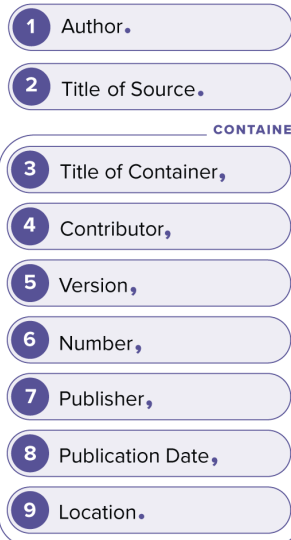 1 Author.
2 Title of Source.
CONTAINE
3 Title of Container,
4 Contributor,
5 Version,
6 Number,
7 Publisher,
8 Publication Date,
9 Location.